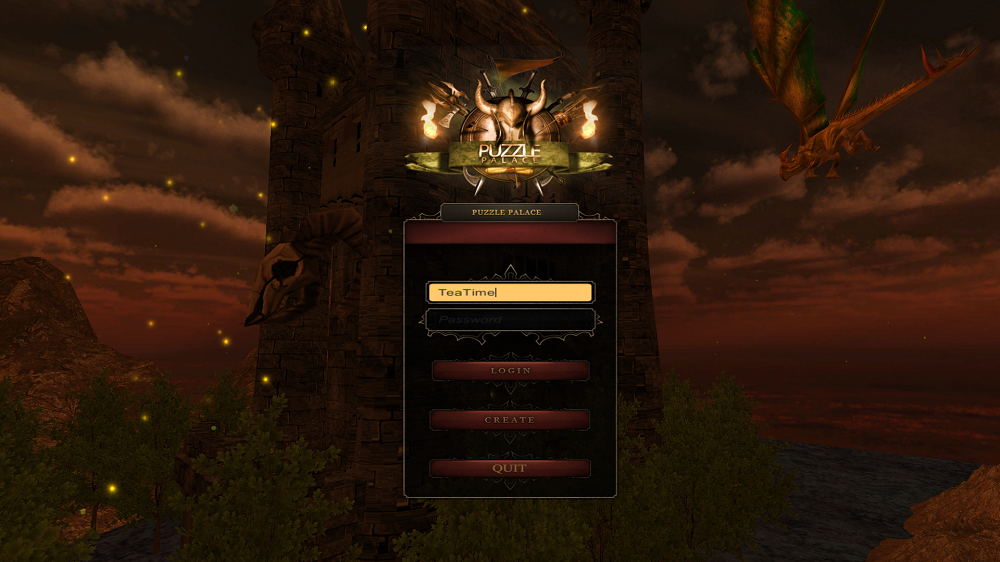 PUZZLE
PALACE
PUZZLE PALACE
TeaTime
Password
LOGIN
CREATE
QUIT